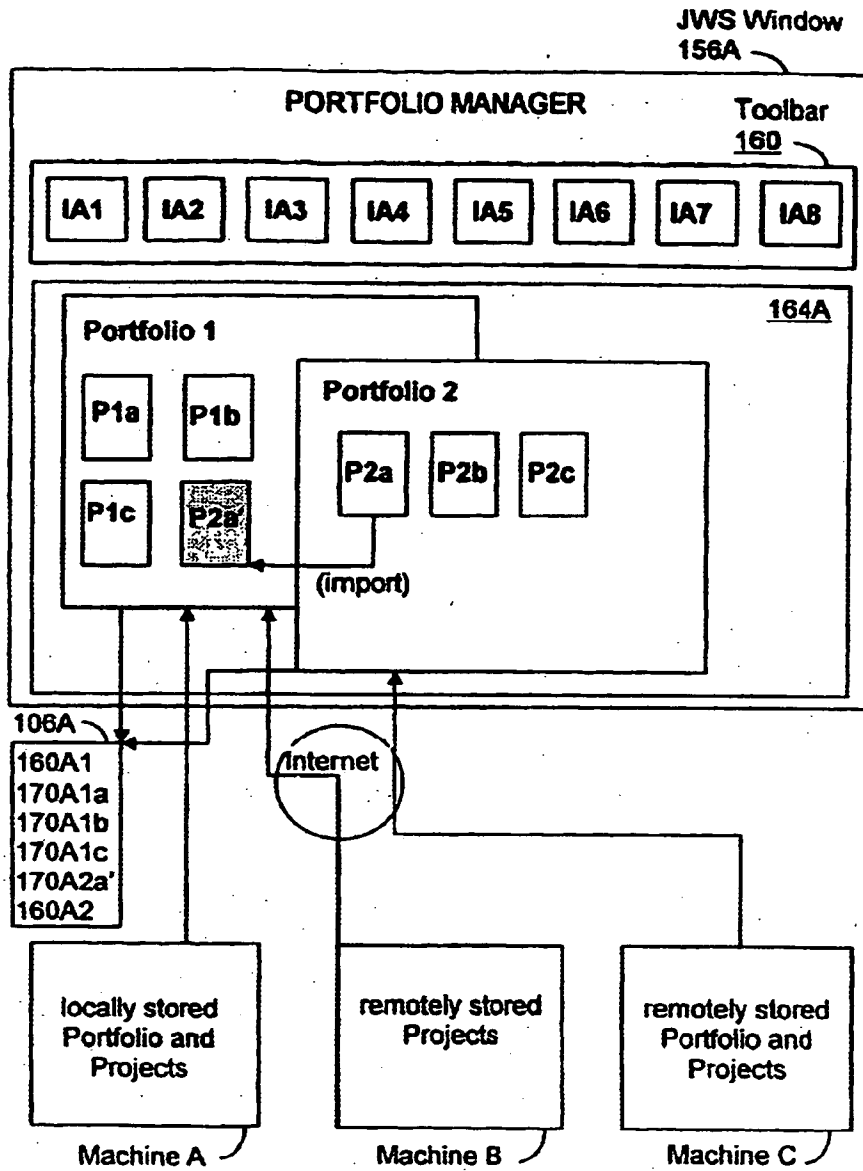 JWS Window
156A
PORTFOLIO MANAGER
Toolbar
160
IA1 IA2 IA3 IA4 IA5 IA6 IA7 IA8
164A
Portfolio 1
P1a P1b
P1c P2a'
Portfolio 2
P2a P2b P2c
(import)
106A
160A1
170A1a
170A1b
170A1c
170A2a'
160A2
Internet
locally stored
Portfolio and
Projects
remotely stored
Projects
remotely stored
Portfolio and
Projects
Machine A
Machine B
Machine C